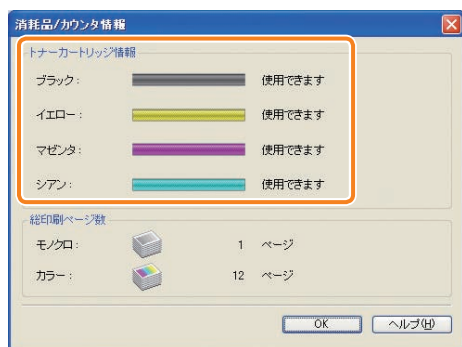 消耗品/カウンタ情報
トナーカートリッジ情報
ブラック: 使用できます
イエロー: 使用できます
マゼンタ: 使用できます
シアン: 使用できます
総印刷ページ数
モノクロ: 1 ページ
カラー: 12 ページ
OK ヘルプ(H)